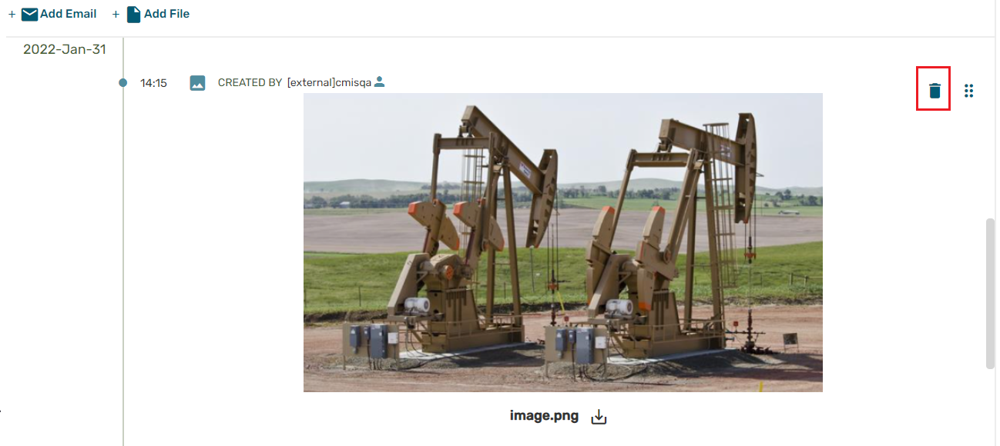 + Add Email + Add File
2022-Jan-31
14:15 CREATED BY [external]cmisqa
image.png